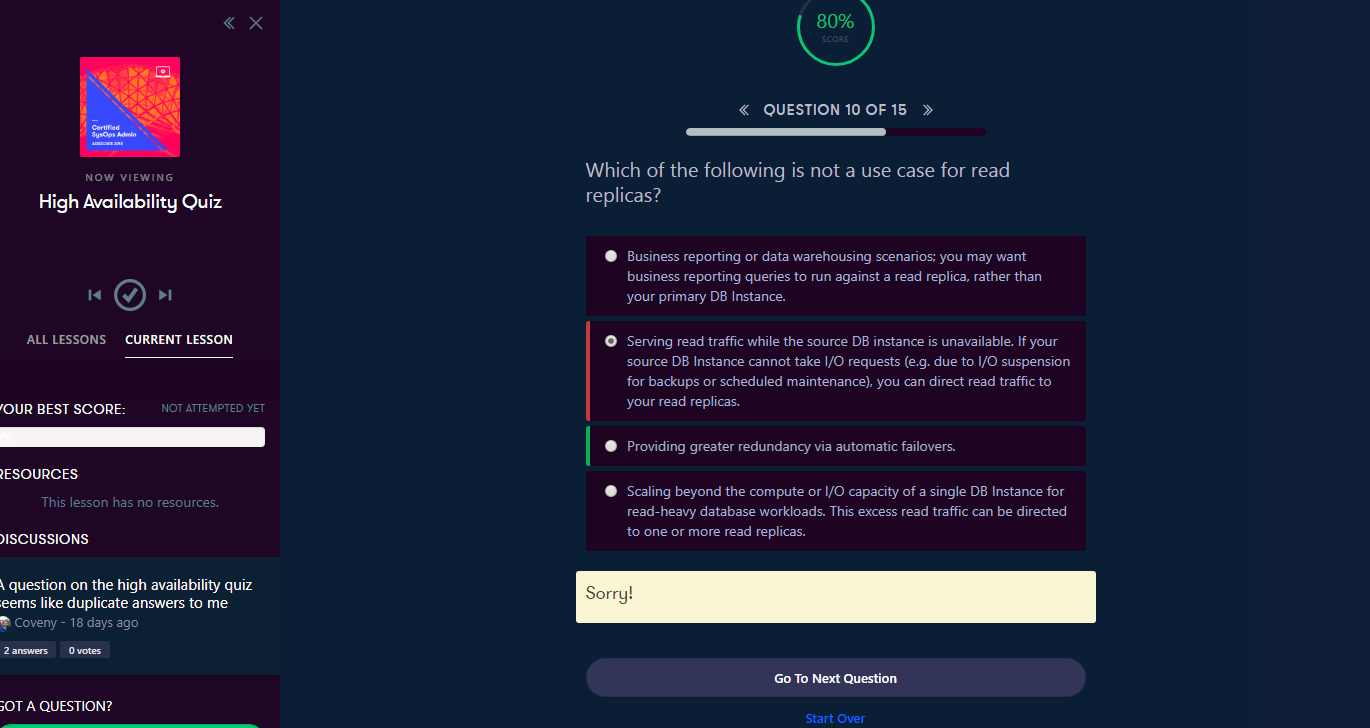 80%
SCORE
QUESTION 10 OF 15
Which of the following is not a use case for read
replicas?
Business reporting or data warehousing scenarios; you may want
business reporting queries to run against a read replica, rather than
your primary DB Instance.
Serving read traffic while the source DB instance is unavailable. If your
source DB Instance cannot take I/O requests (e.g. due to I/O suspension
for backups or scheduled maintenance), you can direct read traffic to
your read replicas.
Providing greater redundancy via automatic failovers.
Scaling beyond the compute or I/O capacity of a single DB Instance for
read-heavy database workloads. This excess read traffic can be directed
to one or more read replicas.
Sorry!
Go To Next Question
Start Over
Certified
SysOps Admin
ASSOCIATE 2018
NOW VIEWING
High Availability Quiz
ALL LESSONS
CURRENT LESSON
YOUR BEST SCORE:
NOT ATTEMPTED YET
RESOURCES
This lesson has no resources.
DISCUSSIONS
A question on the high availability quiz
seems like duplicate answers to me
Coveny - 18 days ago
2 answers
0 votes
GOT A QUESTION?